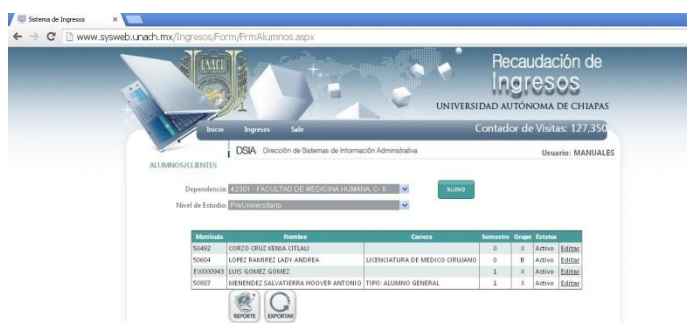 Sistema de Ingresos
www.sysweb.unach.mx/Ingresos/Form/FrmAlumnos.aspx
UNACH
Recaudación de
Ingresos
UNIVERSIDAD AUTÓNOMA DE CHIAPAS
Inicio Ingresos Salir Contador de Visitas: 127,350
DSIA Dirección de Sistemas de Información Administrativa Usuario: MANUALES
ALUMNOS/CLIENTES
Dependencia: 42301 - FACULTAD DE MEDICINA HUMANA, C- II NUEVO
Nivel de Estudio: PreUniversitario
Matricula Nombre Carrera Semestre Grupo Estatus
50492 CORZO CRUZ KENIA CITLALI 0 X Activo Editar
50604 LOPEZ RAMIREZ LADY ANDREA LICENCIATURA DE MEDICO CIRUJANO 0 B Activo Editar
EW000943 LUIS GOMEZ GOMEZ 1 X Activo Editar
50987 MENENDEZ SALVATIERRA HOOVER ANTONIO TIPO: ALUMNO GENERAL 1 X Activo Editar
REPORTE EXPORTAR